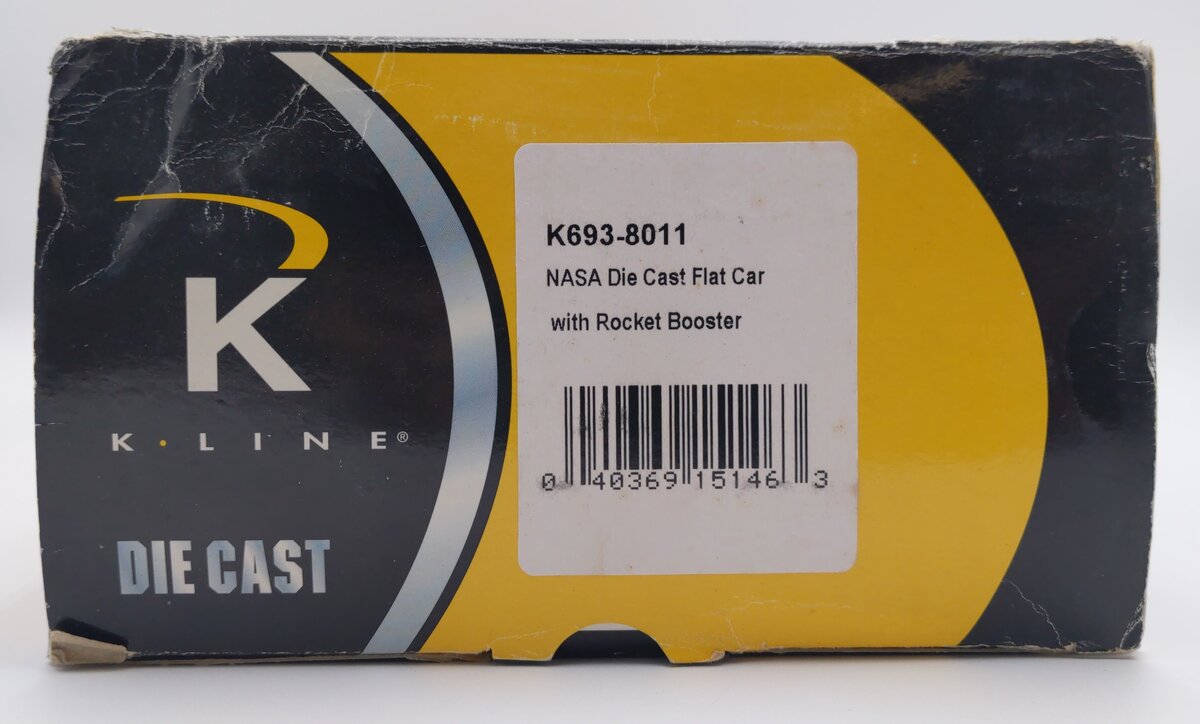 K
K·LINE®
DIE CAST
K693-8011
NASA Die Cast Flat Car
with Rocket Booster
0 40369 15146 3